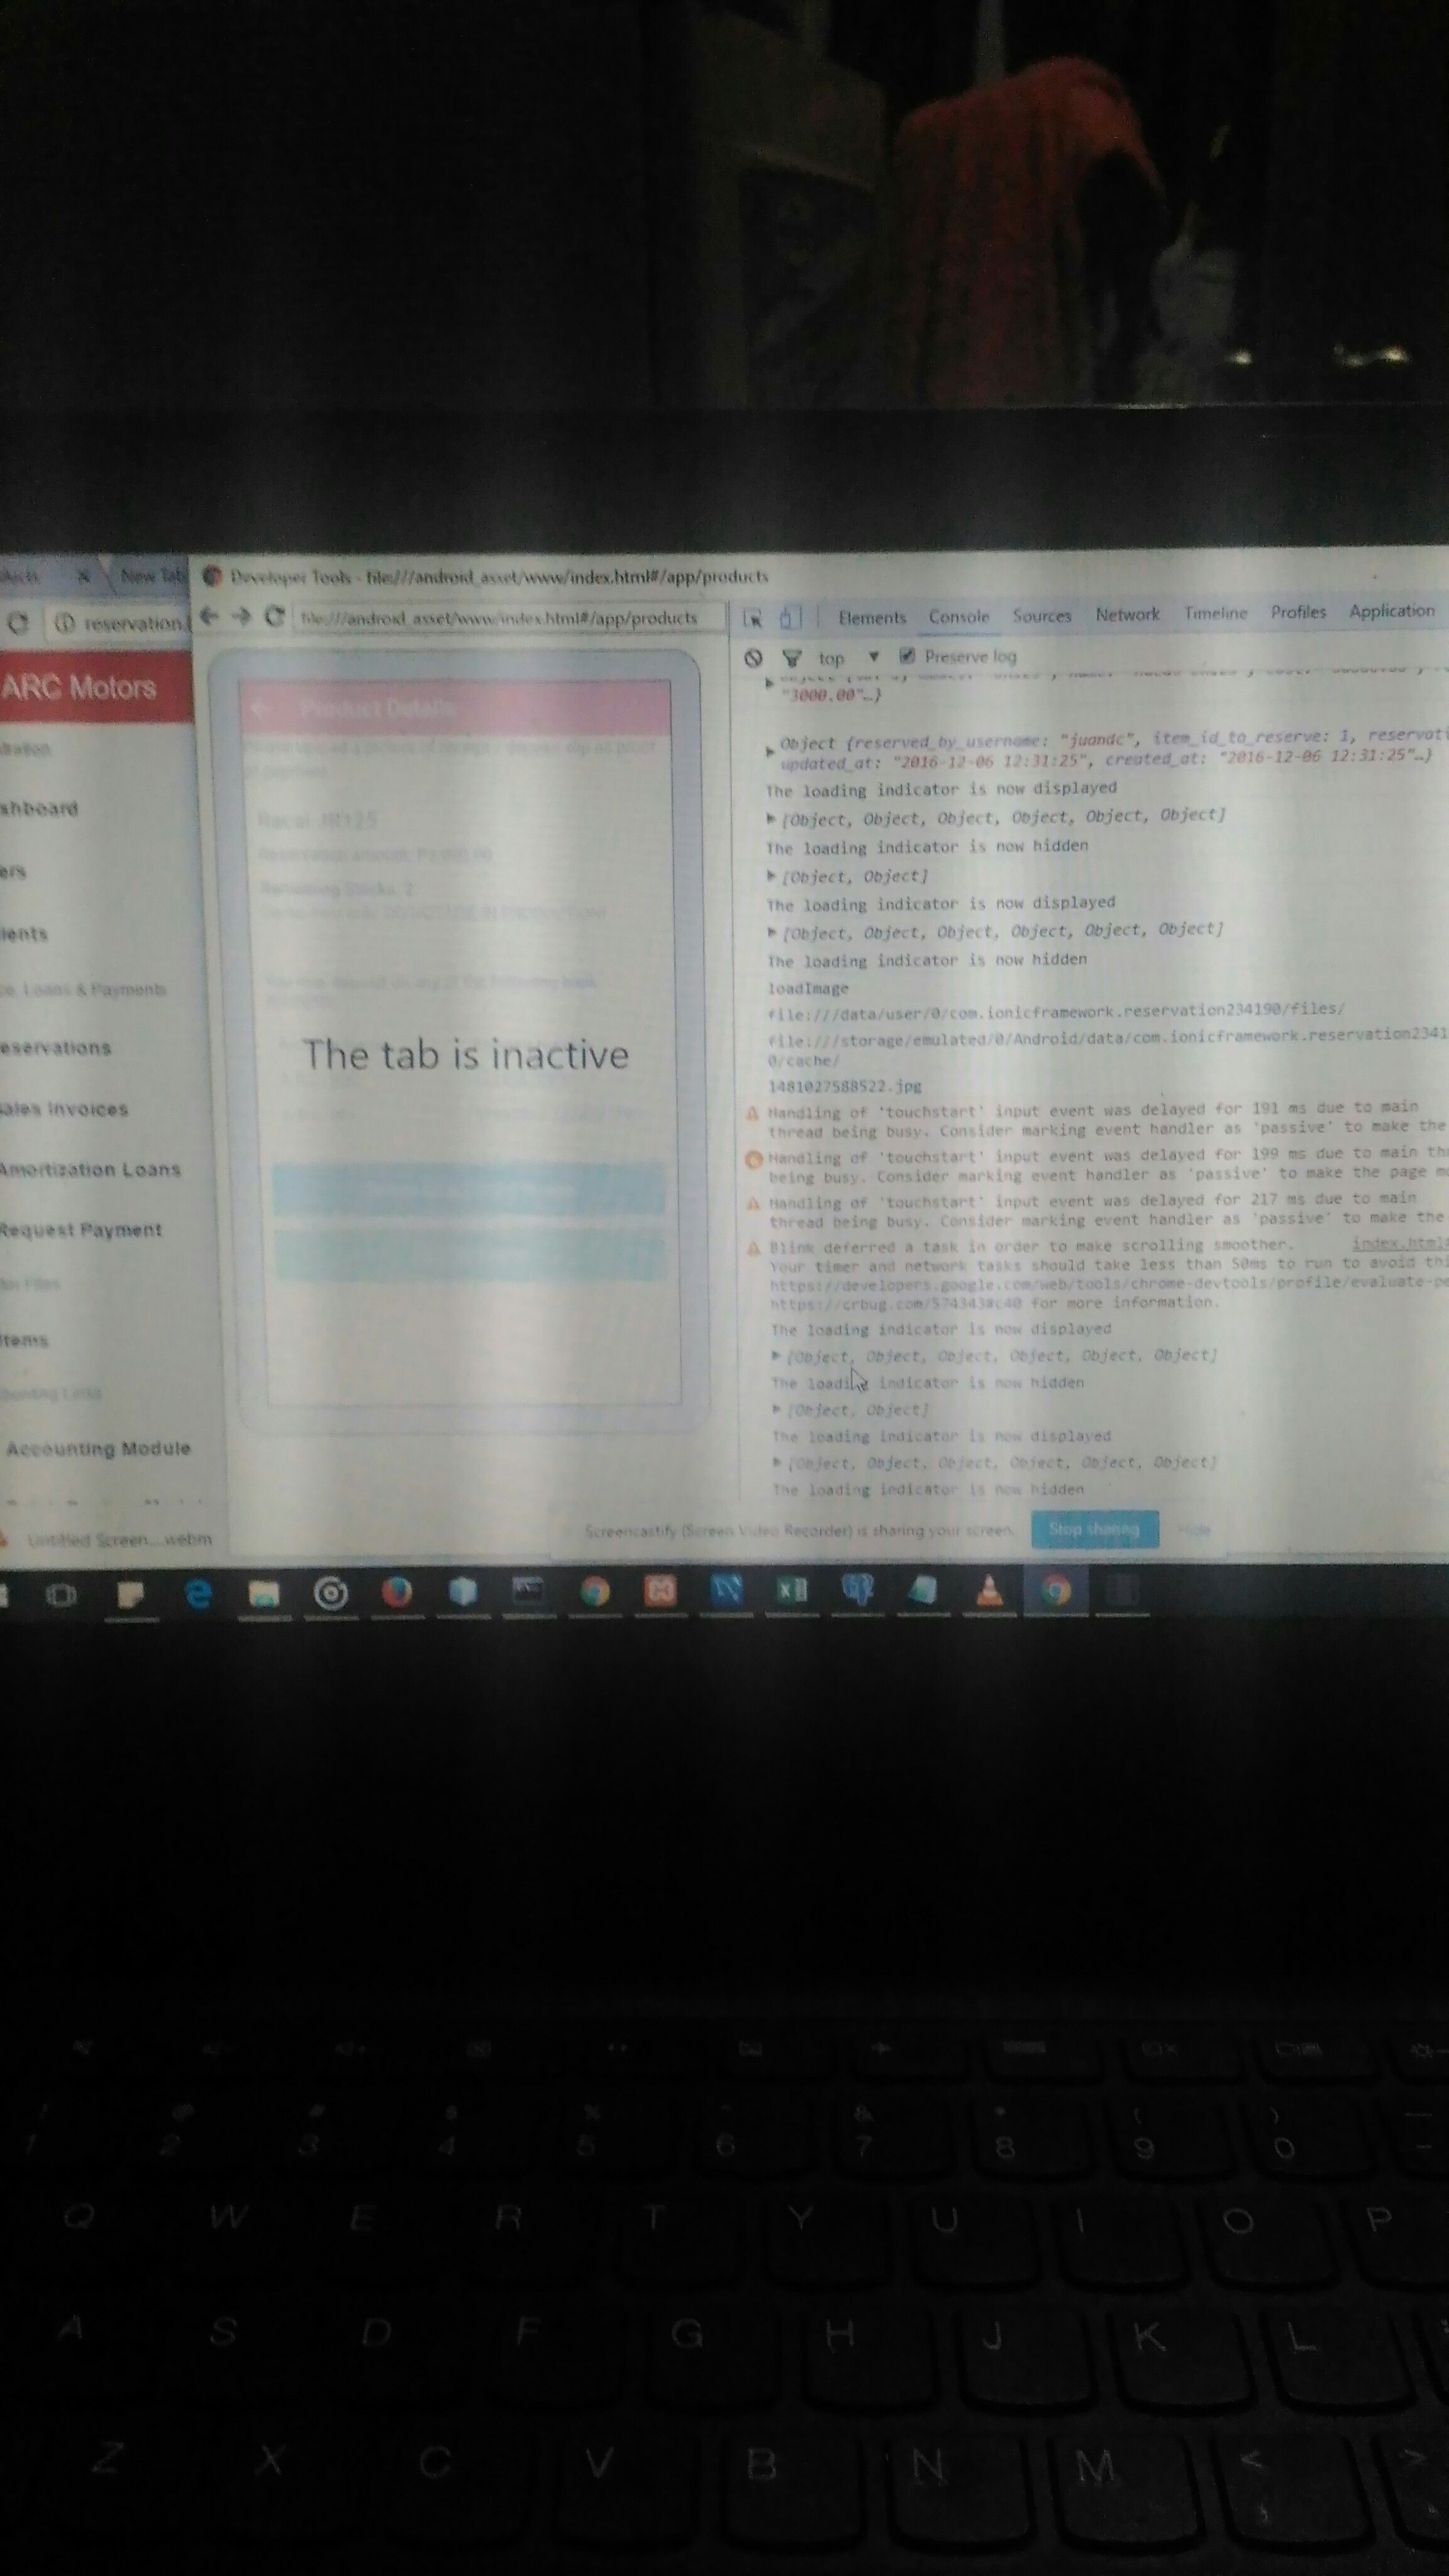 New Tab
Developer Tools - file:///android_asset/www/index.html#/app/products
reservation.
file:///android_asset/www/index.html#/app/products
Elements Console Sources Network Timeline Profiles Application
top Preserve log
ARC Motors
shboard
ers
ients
Loans & Payments
eservations
ales Invoices
Amortization Loans
Request Payment
Items
Accounting Module
Product Details
Racal JR125
Remaining Stocks: 2
The tab is inactive
"3000.00"…}
Object {reserved_by_username: "juandc", item_id_to_reserve: 1, reservati
updated_at: "2016-12-06 12:31:25", created_at: "2016-12-06 12:31:25"…}
The loading indicator is now displayed
[Object, Object, Object, Object, Object, Object]
The loading indicator is now hidden
[Object, Object]
The loading indicator is now displayed
[Object, Object, Object, Object, Object, Object]
The loading indicator is now hidden
loadImage
file:///data/user/0/com.ionicframework.reservation234190/files/
file:///storage/emulated/0/Android/data/com.ionicframework.reservation2341
0/cache/
1481027588522.jpg
Handling of 'touchstart' input event was delayed for 191 ms due to main
thread being busy. Consider marking event handler as 'passive' to make the
Handling of 'touchstart' input event was delayed for 199 ms due to main th
being busy. Consider marking event handler as 'passive' to make the page m
Handling of 'touchstart' input event was delayed for 217 ms due to main
thread being busy. Consider marking event handler as 'passive' to make the
Blink deferred a task in order to make scrolling smoother. index.html
Your timer and network tasks should take less than 50ms to run to avoid thi
https://developers.google.com/web/tools/chrome-devtools/profile/evaluate-pe
for more information.
The loading indicator is now displayed
[Object, Object, Object, Object, Object, Object]
The loading indicator is now hidden
[Object, Object]
The loading indicator is now displayed
[Object, Object, Object, Object, Object, Object]
The loading indicator is now hidden
Screencastify (Screen Video Recorder) is sharing your screen. Stop sharing Hide
Untitled Screen....webm
1 2 3 4 5 6 7 8 9 0
Q W E R T Y U I O P
A S D F G H J K L
Z X C V B N M < >